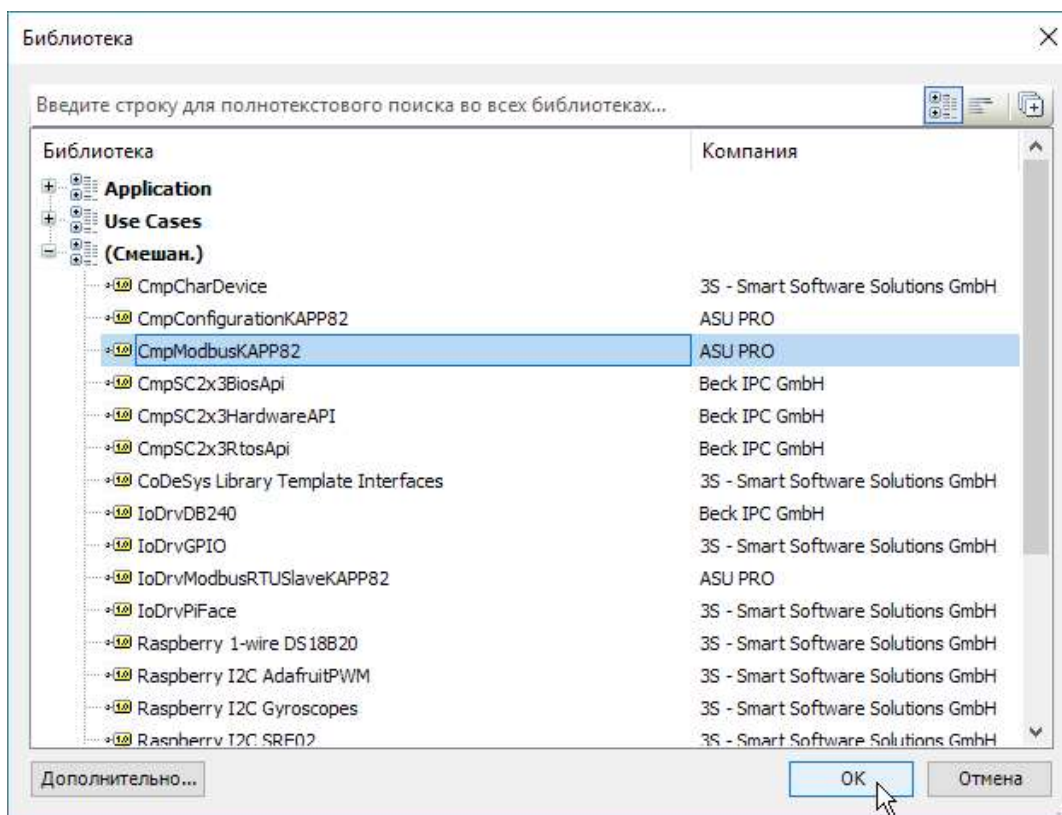 Библиотека
Введите строку для полнотекстового поиска во всех библиотеках...
Библиотека Компания
Application
Use Cases
(Смешан.)
CmpCharDevice 3S - Smart Software Solutions GmbH
CmpConfigurationKAPP82 ASU PRO
CmpModbusKAPP82 ASU PRO
CmpSC2x3BiosApi Beck IPC GmbH
CmpSC2x3HardwareAPI Beck IPC GmbH
CmpSC2x3RtosApi Beck IPC GmbH
CoDeSys Library Template Interfaces 3S - Smart Software Solutions GmbH
IoDrvDB240 Beck IPC GmbH
IoDrvGPIO 3S - Smart Software Solutions GmbH
IoDrvModbusRTUSlaveKAPP82 ASU PRO
IoDrvPiFace 3S - Smart Software Solutions GmbH
Raspberry 1-wire DS18B20 3S - Smart Software Solutions GmbH
Raspberry I2C AdafruitPWM 3S - Smart Software Solutions GmbH
Raspberry I2C Gyroscopes 3S - Smart Software Solutions GmbH
Raspberry I2C SRF02 3S - Smart Software Solutions GmbH
Дополнительно... OK Отмена